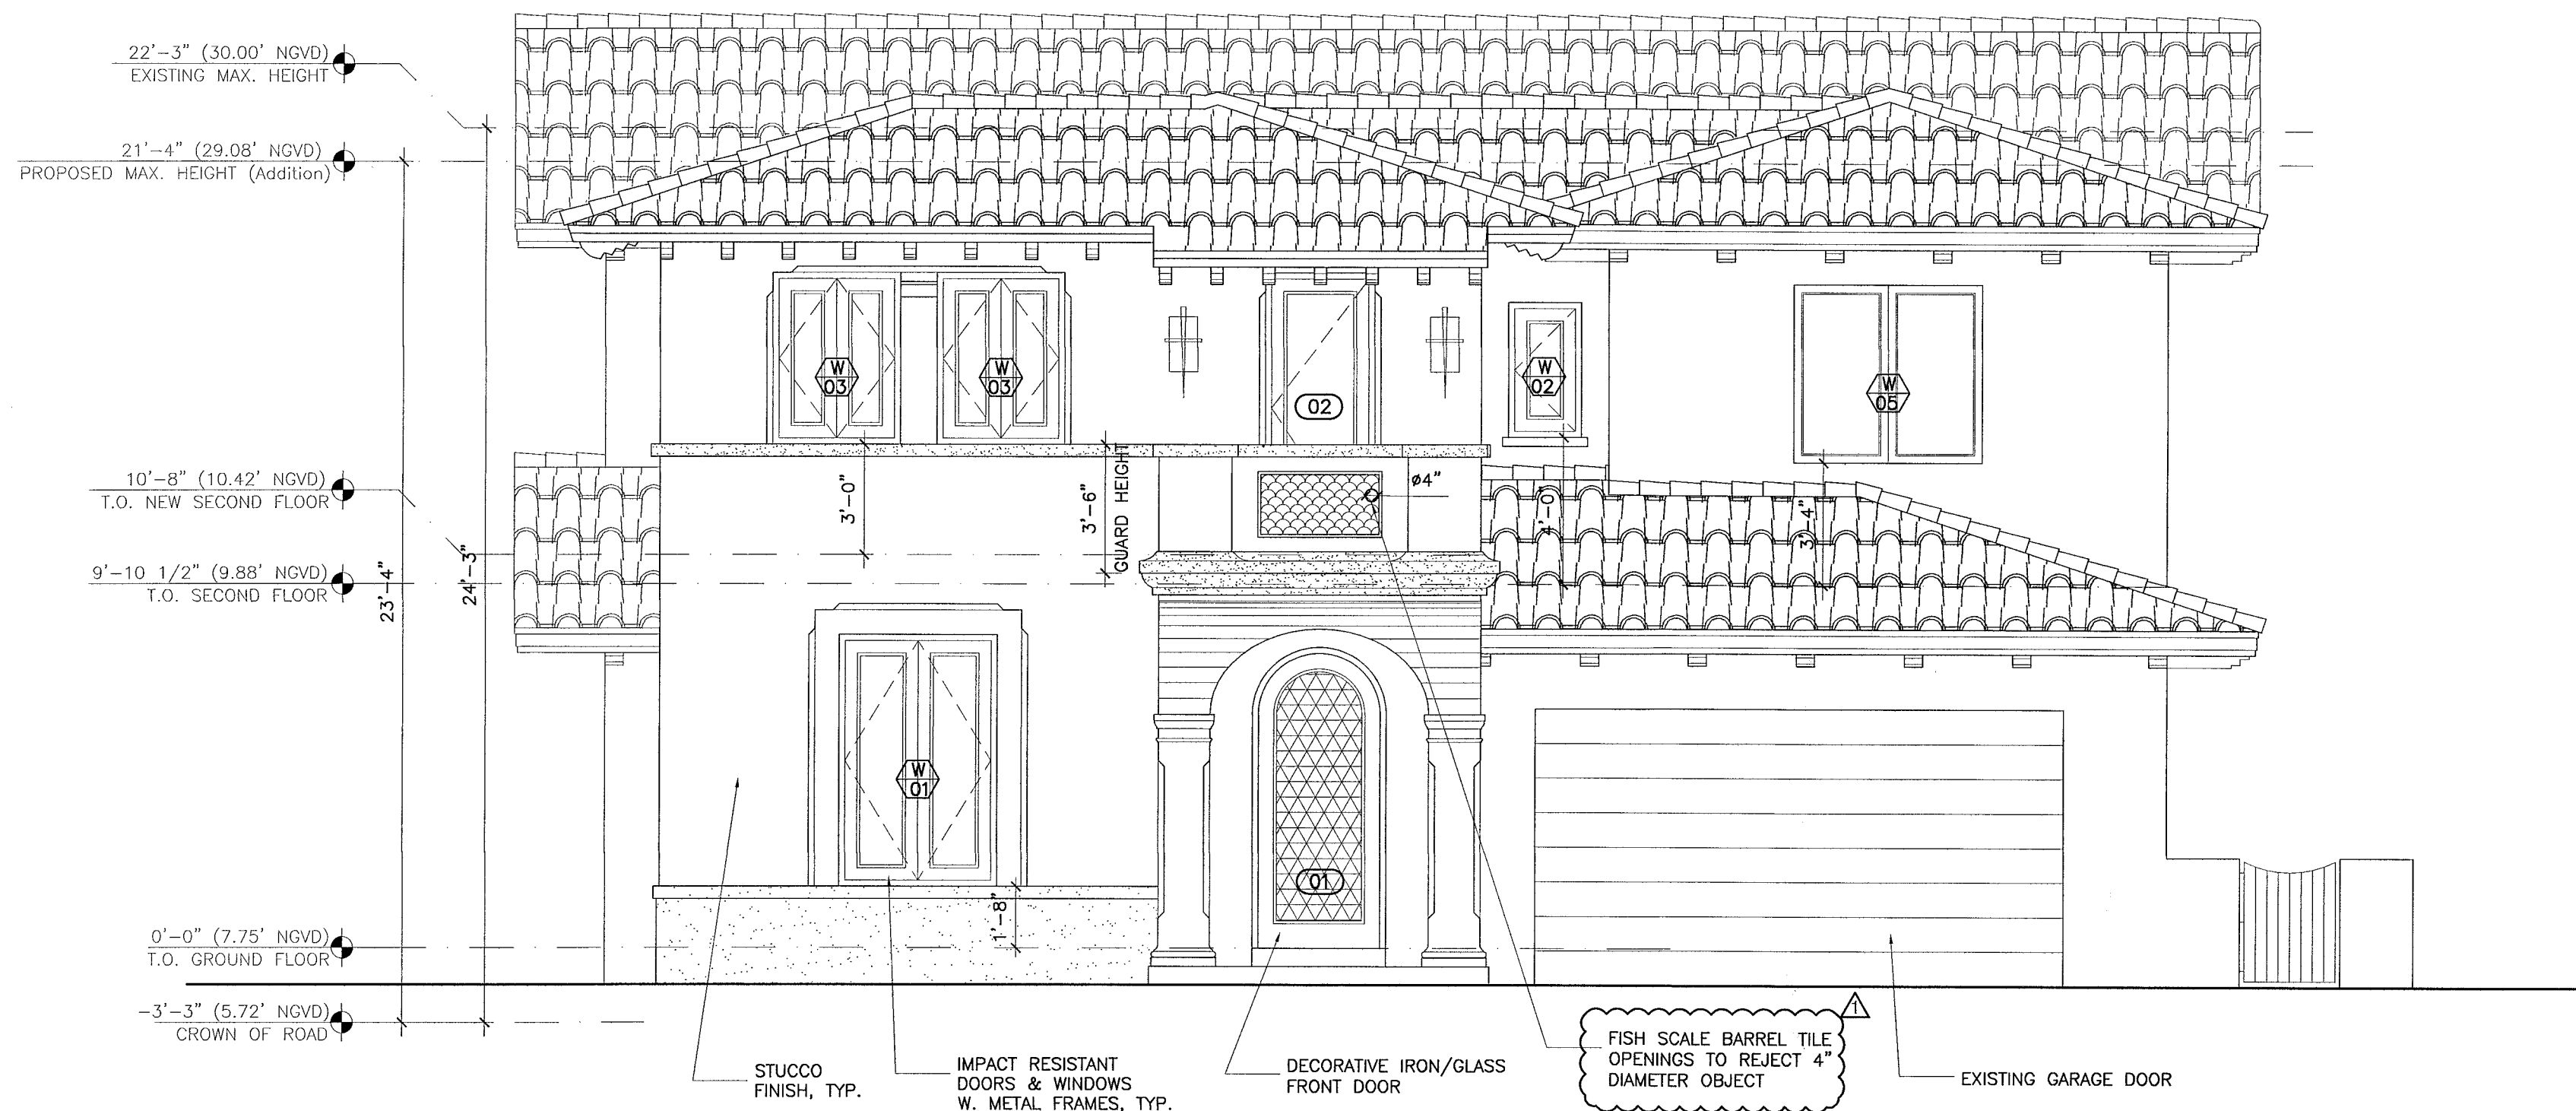 22'-3" (30.00' NGVD)
EXISTING MAX. HEIGHT
21'-4" (29.08' NGVD)
PROPOSED MAX. HEIGHT (Addition)
10'-8" (10.42' NGVD)
T.O. NEW SECOND FLOOR
9'-10 1/2" (9.88' NGVD)
T.O. SECOND FLOOR
0'-0" (7.75' NGVD)
T.O. GROUND FLOOR
-3'-3" (5.72' NGVD)
CROWN OF ROAD
23'-4"
24'-3"
W
03
W
03
02
W
02
W
05
3'-0"
3'-6"
GUARD HEIGHT
ø4"
4'-0"
3'-4"
W
01
1'-8"
01
STUCCO
FINISH, TYP.
IMPACT RESISTANT
DOORS & WINDOWS
W. METAL FRAMES, TYP.
DECORATIVE IRON/GLASS
FRONT DOOR
1
FISH SCALE BARREL TILE
OPENINGS TO REJECT 4"
DIAMETER OBJECT
EXISTING GARAGE DOOR